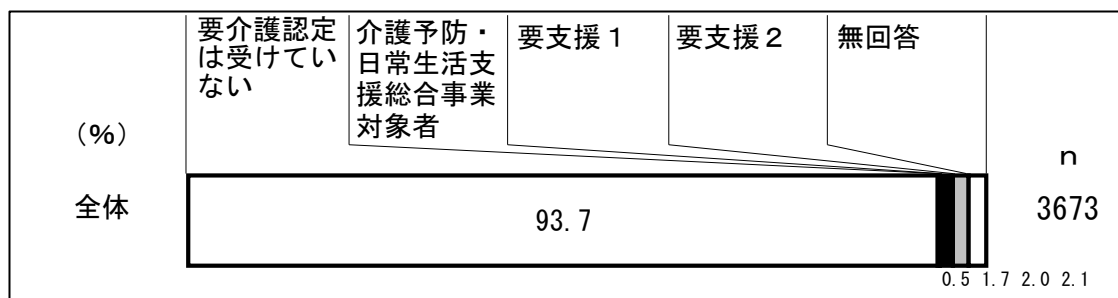 要介護認定
は受けてい
ない
介護予防・
日常生活支
援総合事業
対象者
要支援１
要支援２
無回答
（％）
ｎ
全体
93.7
3673
0.5 1.7 2.0 2.1